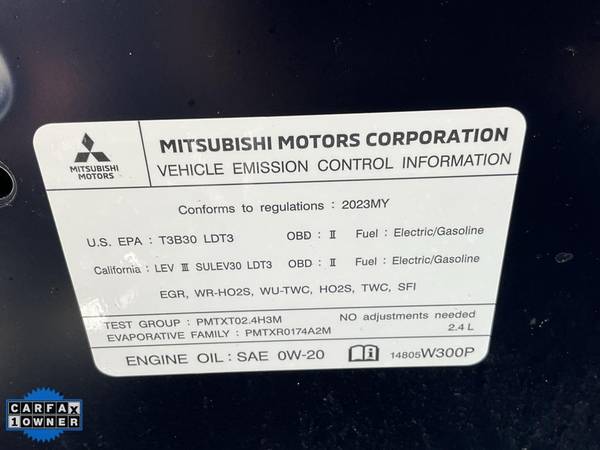 MITSUBISHI MOTORS CORPORATION
MITSUBISHI
MOTORS
VEHICLE EMISSION CONTROL INFORMATION
Conforms to regulations : 2023MY
U.S. EPA : T3B30 LDT3 OBD : II Fuel : Electric/Gasoline
California : LEV III SULEV30 LDT3 OBD : II Fuel : Electric/Gasoline
EGR, WR-HO2S, WU-TWC, HO2S, TWC, SFI
TEST GROUP : PMTXT02.4H3M NO adjustments needed
EVAPORATIVE FAMILY : PMTXR0174A2M 2.4 L
ENGINE OIL : SAE 0W-20 14805W300P
CARFAX
1 OWNER